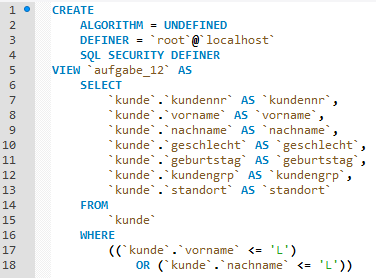 1 CREATE
2 ALGORITHM = UNDEFINED
3 DEFINER = `root`@`localhost`
4 SQL SECURITY DEFINER
5 VIEW `aufgabe_12` AS
6 SELECT
7 `kunde`.`kundennr` AS `kundennr`,
8 `kunde`.`vorname` AS `vorname`,
9 `kunde`.`nachname` AS `nachname`,
10 `kunde`.`geschlecht` AS `geschlecht`,
11 `kunde`.`geburtstag` AS `geburtstag`,
12 `kunde`.`kundengrp` AS `kundengrp`,
13 `kunde`.`standort` AS `standort`
14 FROM
15 `kunde`
16 WHERE
17 ((`kunde`.`vorname` <= 'L')
18 OR (`kunde`.`nachname` <= 'L'))